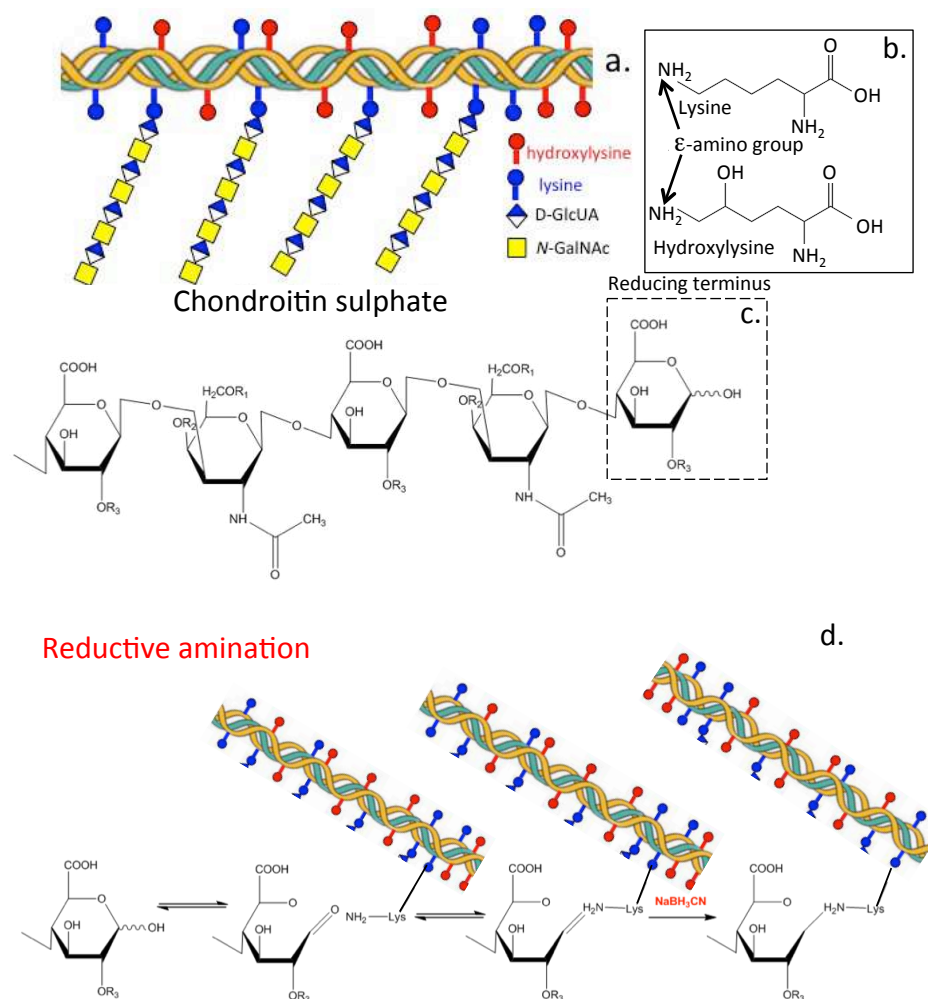 a.
hydroxylysine
lysine
D-GlcUA
N-GalNAc
b.
NH2
Lysine
O
OH
NH2
ε-amino group
OH
O
NH2
OH
Hydroxylysine
NH2
Chondroitin sulphate
Reducing terminus
c.
COOH
O
OH
OR3
O
H2COR1
OR2
O
NH
CH3
O
O
COOH
O
OH
OR3
O
H2COR1
OR2
O
NH
CH3
O
O
COOH
O
OH
OH
OR3
Reductive amination
d.
COOH
O
OH
OH
OR3
COOH
O
O
OH
OR3
NH2
Lys
COOH
O
OH
OR3
H2N
Lys
NaBH3CN
COOH
O
OH
OR3
H2N
Lys